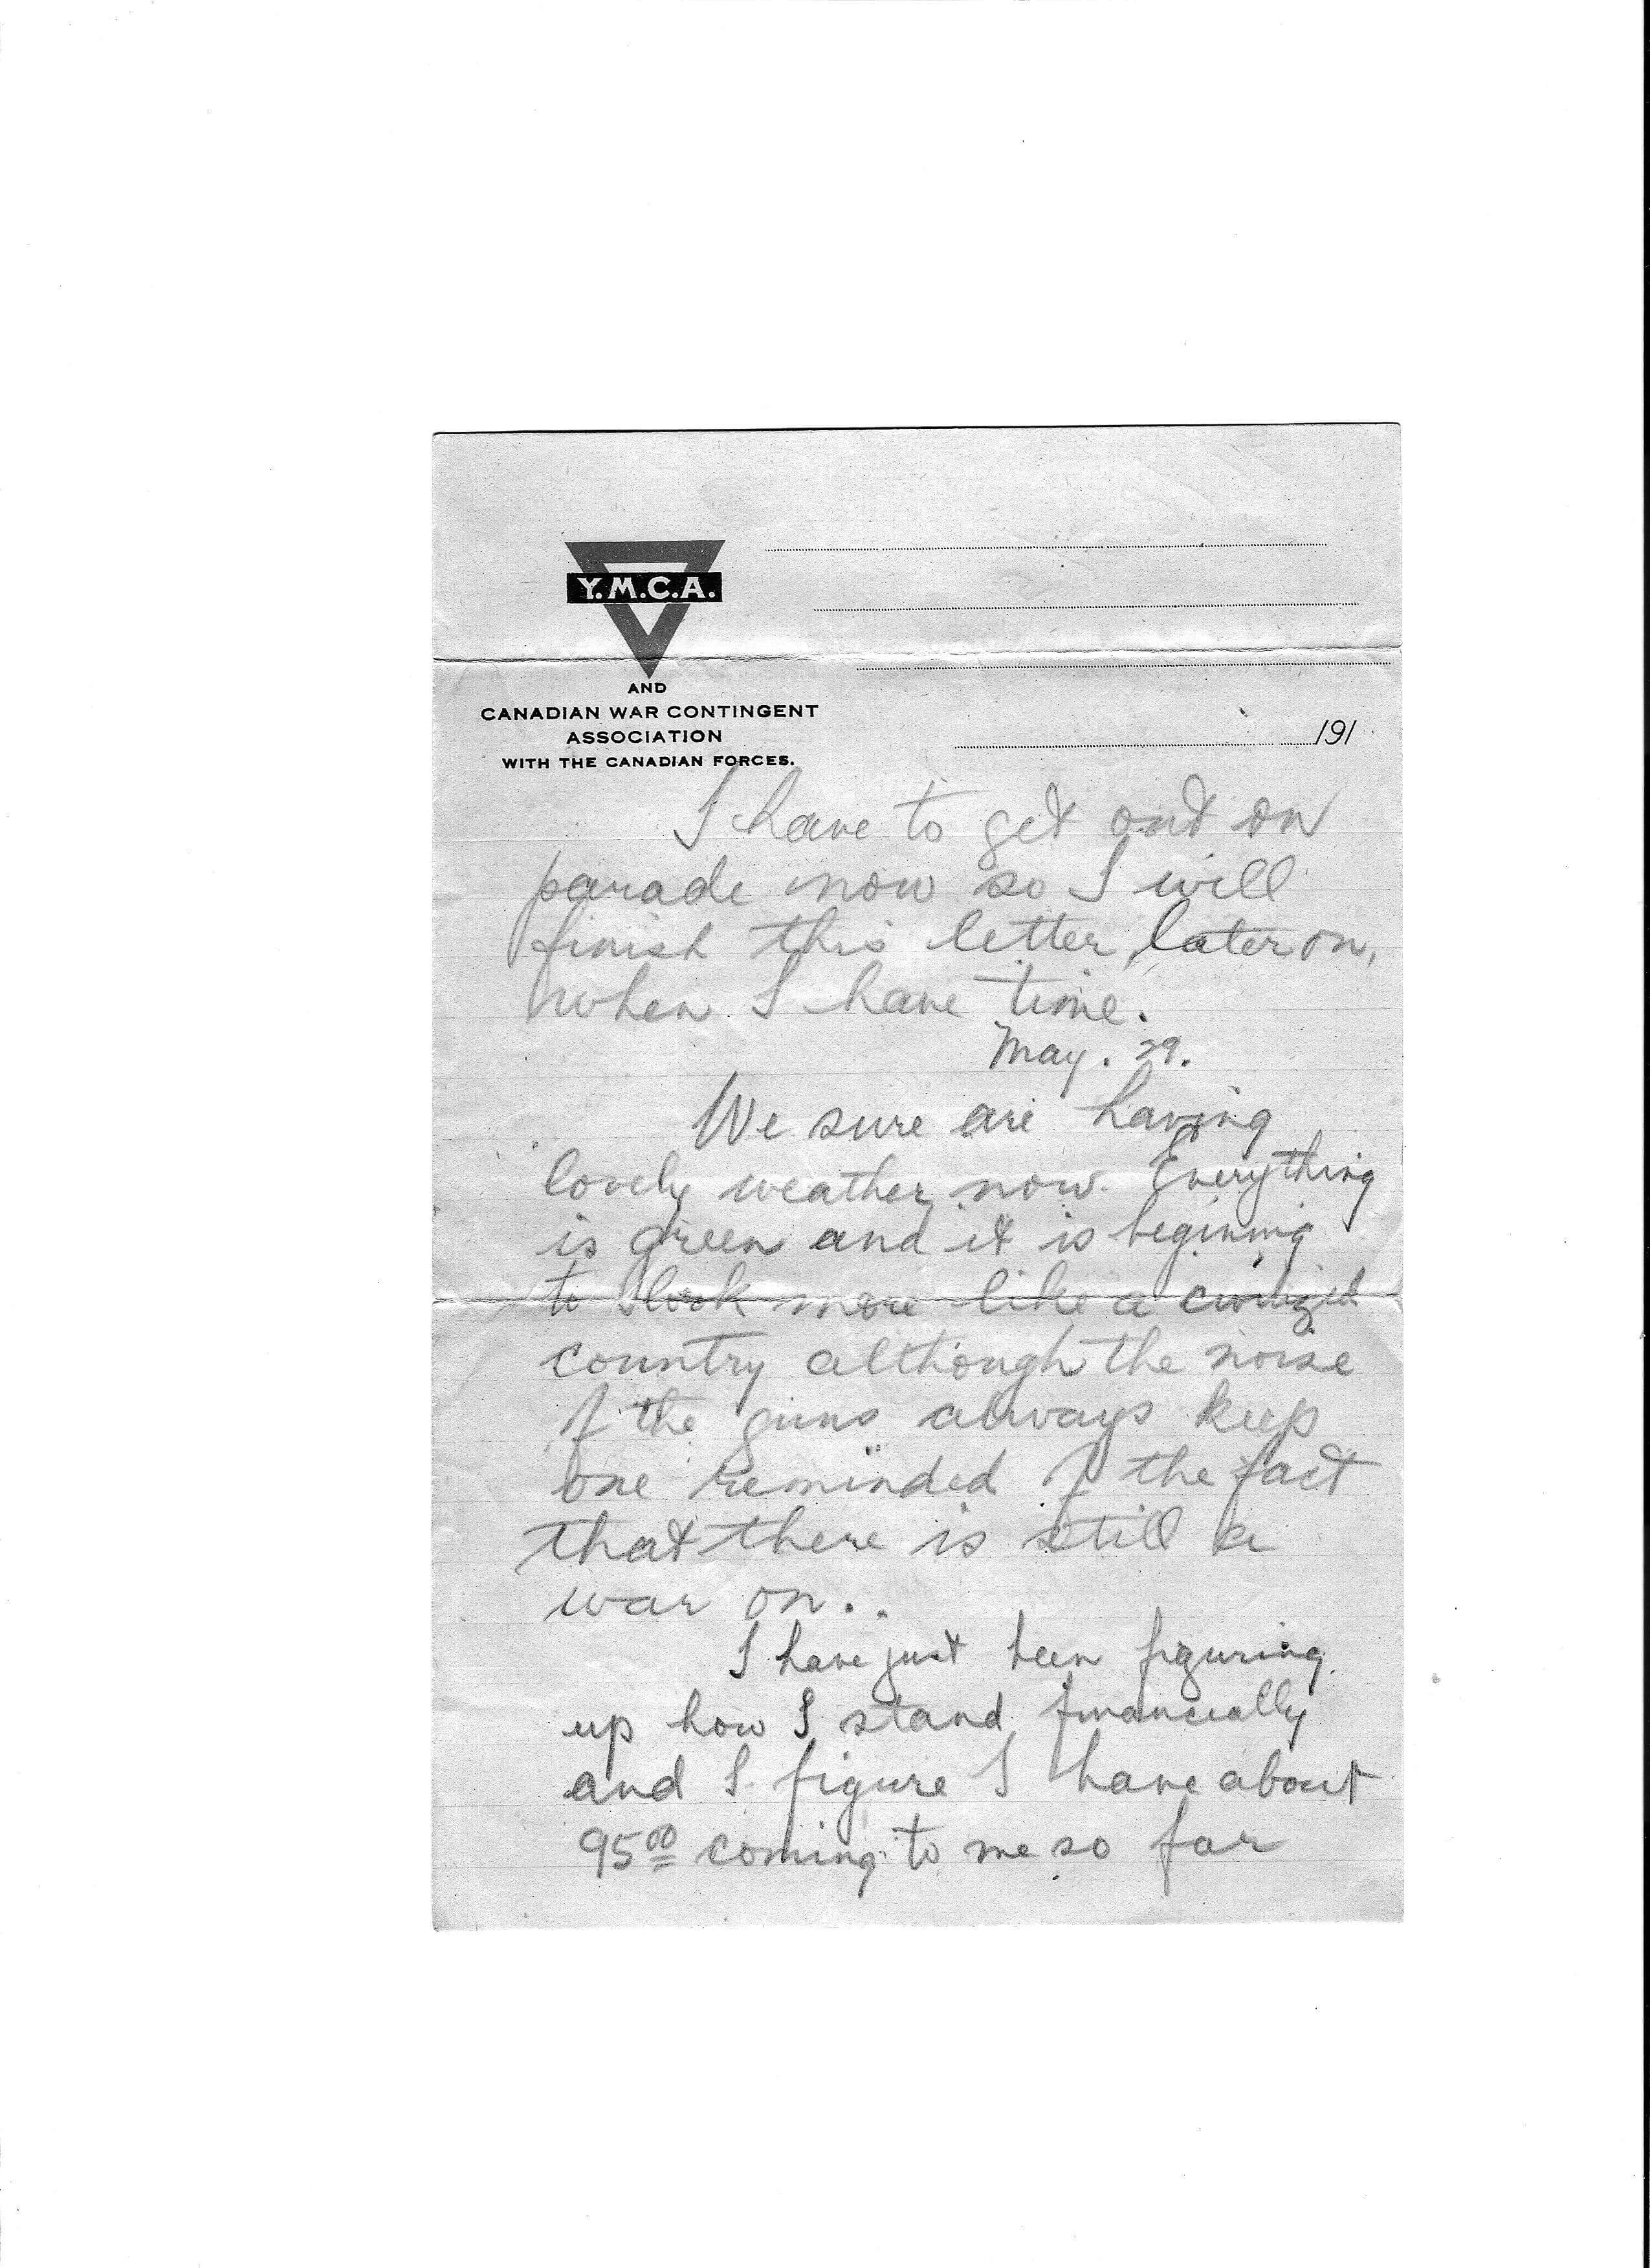 Y.M.C.A.
AND
CANADIAN WAR CONTINGENT
ASSOCIATION
WITH THE CANADIAN FORCES.
191
I have to get out on
parade now so I will
finish this letter later on,
when I have time.
May. 29.
We sure are having
lovely weather now. Everything
is green and it is begining
to look more like a civilized
country although the noise
of the guns always keep
one reminded of the fact
that there is still a
war on..
I have just been figuring
up how I stand financially
and I figure I have about
95.00 coming to me so far